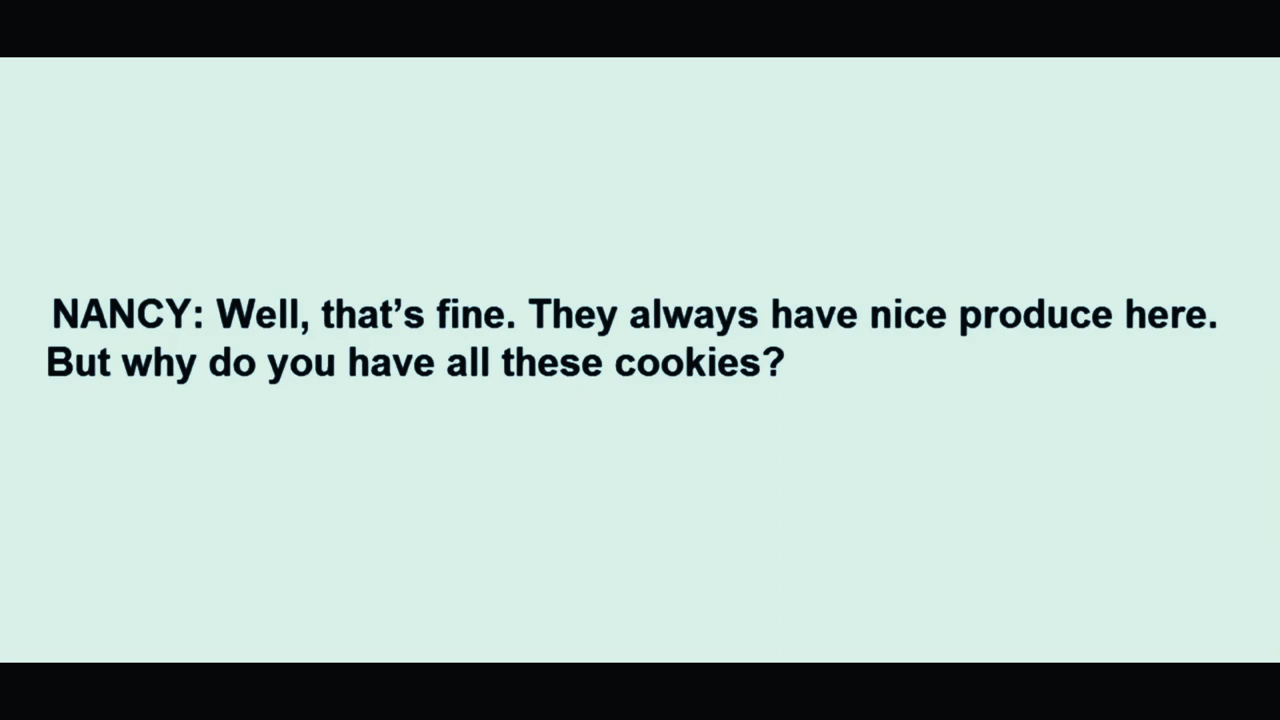 NANCY: Well, that’s fine. They always have nice produce here.
But why do you have all these cookies?